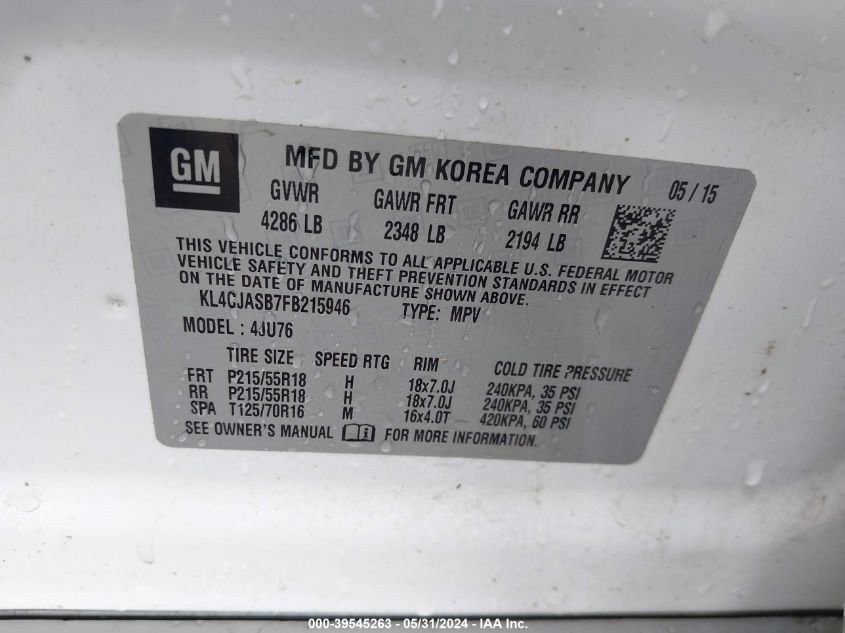 GM
MFD BY GM KOREA COMPANY 05 / 15
GVWR GAWR FRT GAWR RR
4286 LB 2348 LB 2194 LB
THIS VEHICLE CONFORMS TO ALL APPLICABLE U.S. FEDERAL MOTOR
VEHICLE SAFETY AND THEFT PREVENTION STANDARDS IN EFFECT
ON THE DATE OF MANUFACTURE SHOWN ABOVE.
KL4CJASB7FB215946 TYPE: MPV
MODEL : 4JU76
TIRE SIZE SPEED RTG RIM COLD TIRE PRESSURE
FRT P215/55R18 H 18x7.0J 240KPA, 35 PSI
RR P215/55R18 H 18x7.0J 240KPA, 35 PSI
SPA T125/70R16 M 16x4.0T 420KPA, 60 PSI
SEE OWNER'S MANUAL FOR MORE INFORMATION.
000-39545263 - 05/31/2024 - IAA Inc.